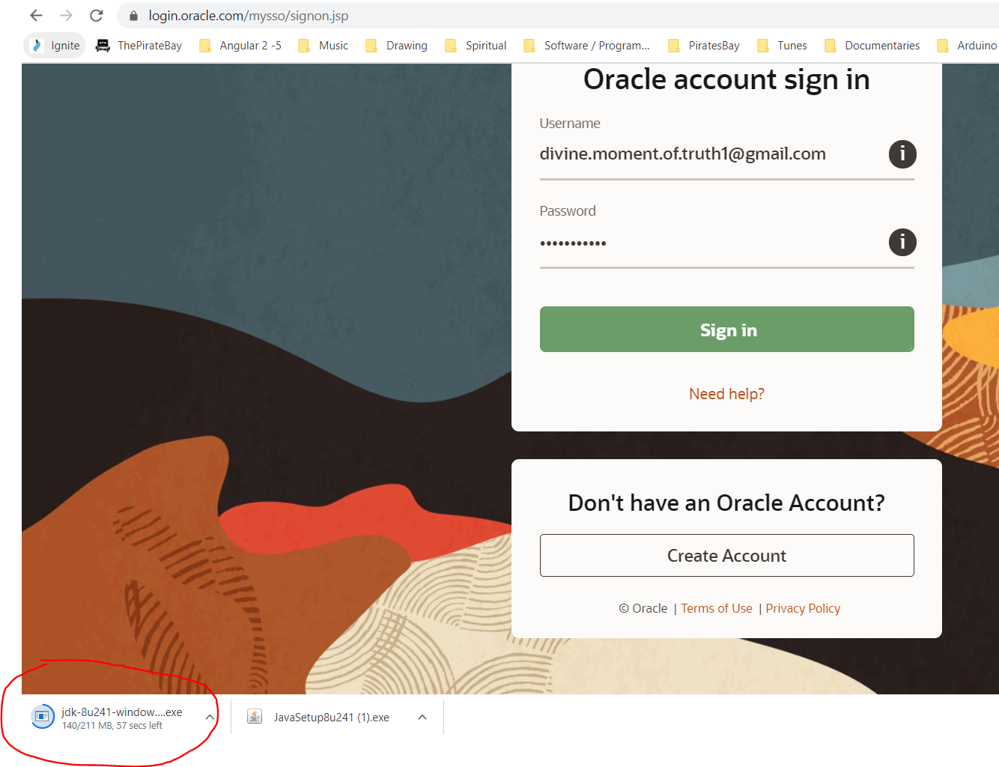 login.oracle.com/mysso/signon.jsp
Ignite ThePirateBay Angular 2 -5 Music Drawing Spiritual Software / Program... PiratesBay Tunes Documentaries Arduino
Oracle account sign in
Username
divine.moment.of.truth1@gmail.com
i
Password
•••••••••••
i
Sign in
Need help?
Don't have an Oracle Account?
Create Account
© Oracle | Terms of Use | Privacy Policy
jdk-8u241-window....exe
140/211 MB, 57 secs left
JavaSetup8u241 (1).exe